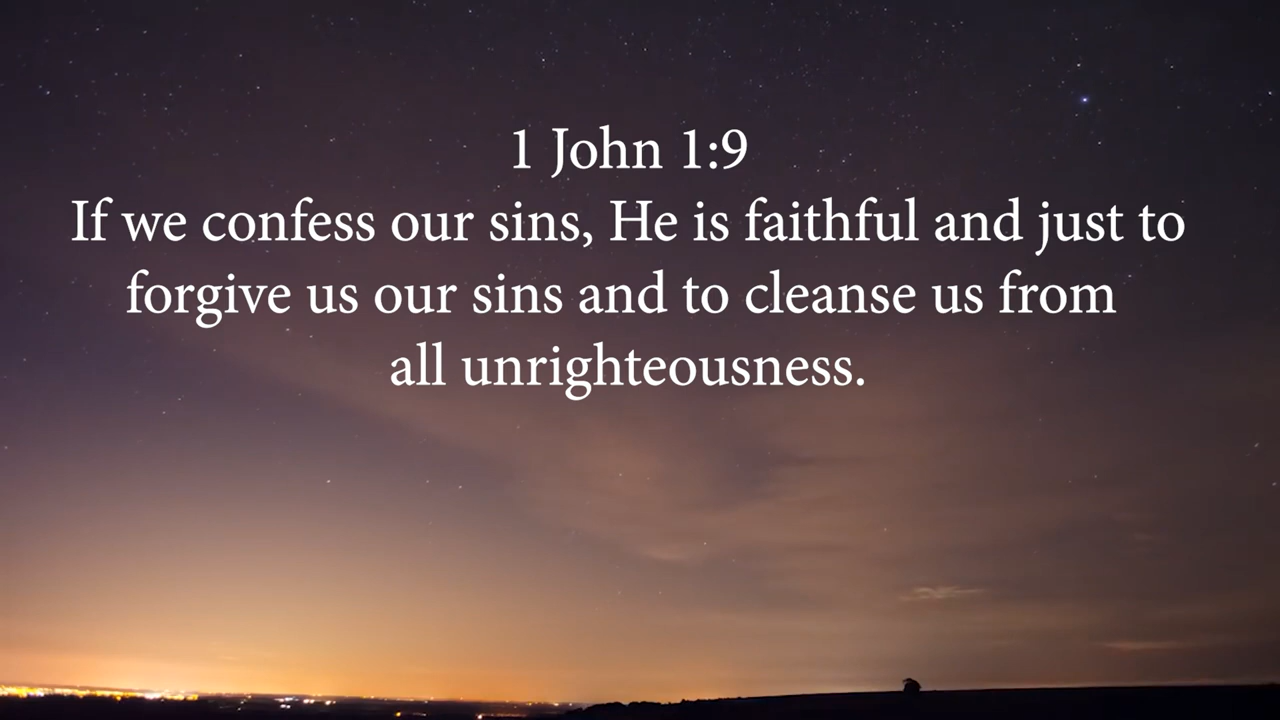 1 John 1:9
If we confess our sins, He is faithful and just to
forgive us our sins and to cleanse us from
all unrighteousness.